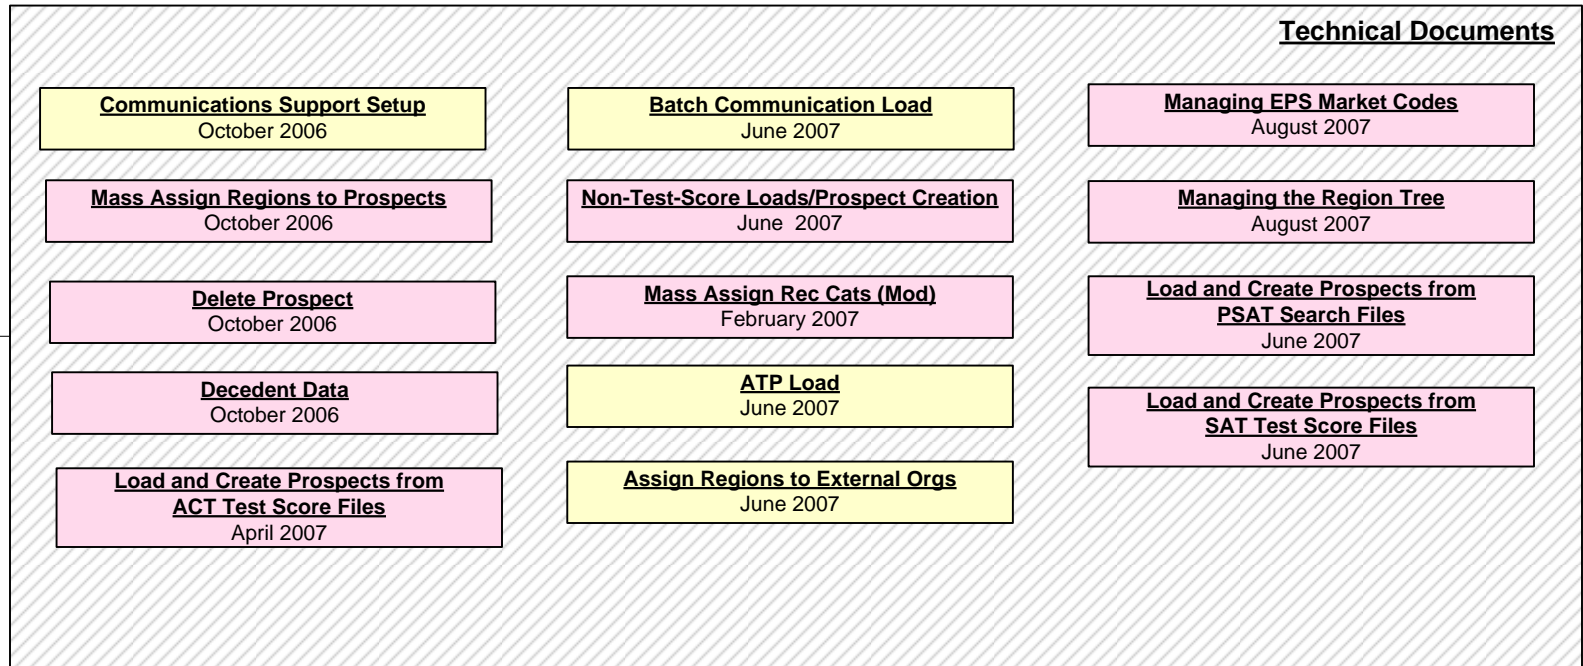 Technical Documents
Communications Support Setup
October 2006
Mass Assign Regions to Prospects
October 2006
Delete Prospect
October 2006
Decedent Data
October 2006
Load and Create Prospects from
ACT Test Score Files
April 2007
Batch Communication Load
June 2007
Non-Test-Score Loads/Prospect Creation
June 2007
Mass Assign Rec Cats (Mod)
February 2007
ATP Load
June 2007
Assign Regions to External Orgs
June 2007
Managing EPS Market Codes
August 2007
Managing the Region Tree
August 2007
Load and Create Prospects from
PSAT Search Files
June 2007
Load and Create Prospects from
SAT Test Score Files
June 2007